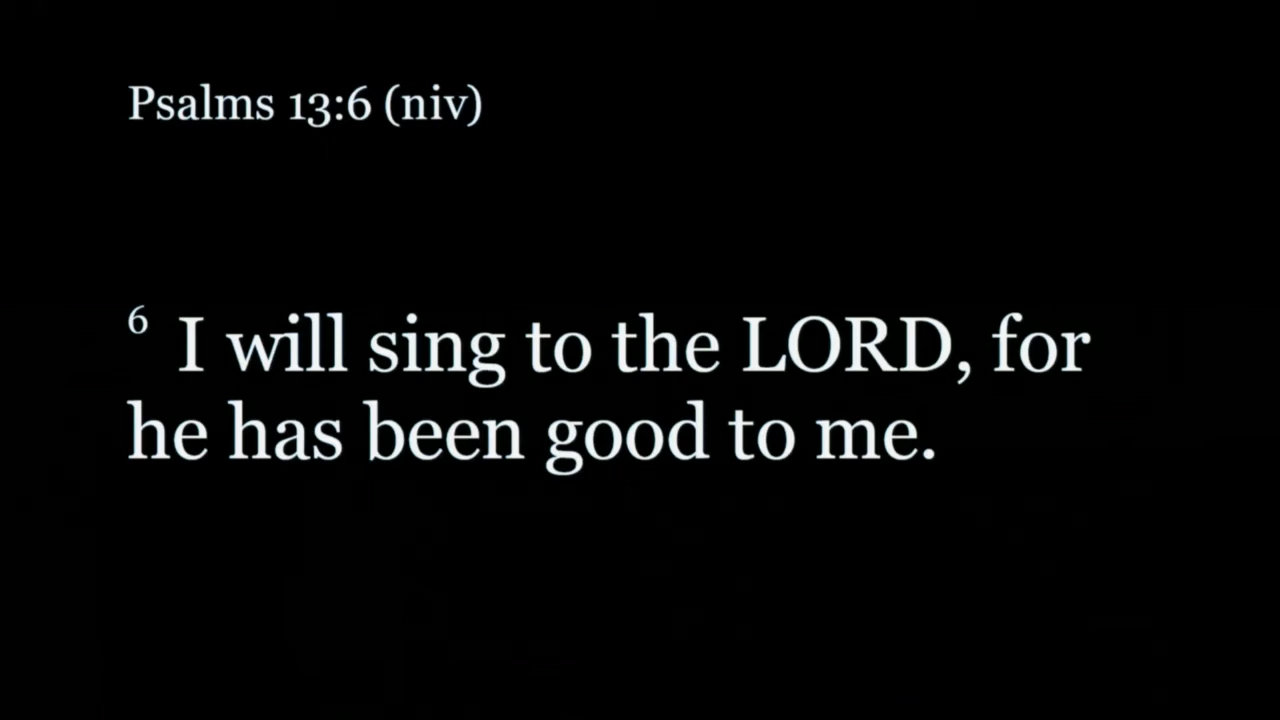 Psalms 13:6 (niv)
6 I will sing to the LORD, for
he has been good to me.